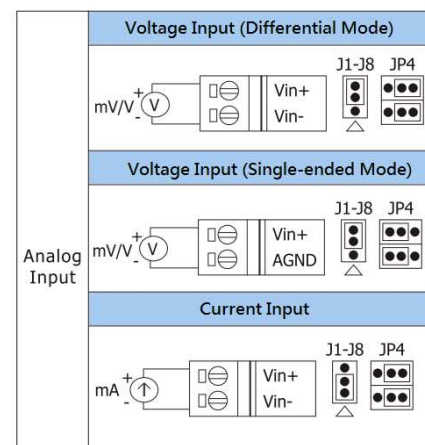 Voltage Input (Differential Mode)
J1-J8 JP4
+
mV/V V Vin+
- Vin-
Voltage Input (Single-ended Mode)
J1-J8 JP4
+
mV/V V Vin+
- AGND
Analog
Input
Current Input
J1-J8 JP4
+
mA Vin+
- Vin-